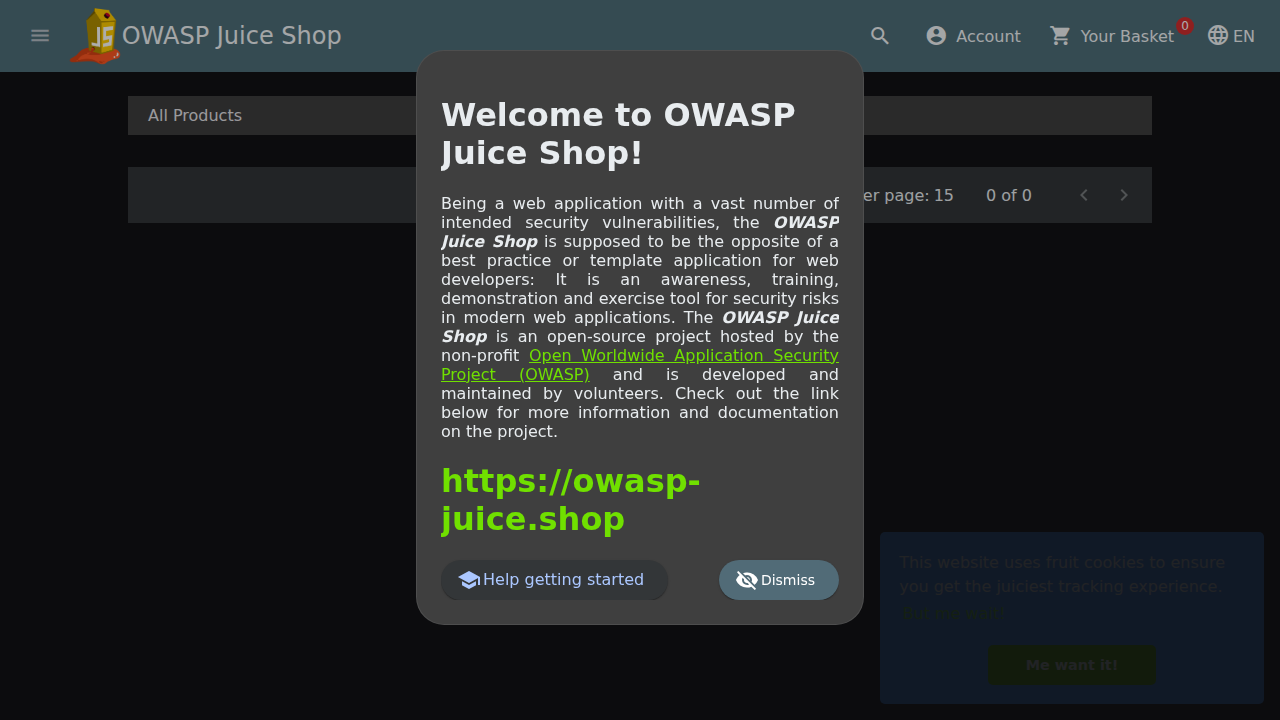 OWASP Juice Shop
Account
Your Basket
0
EN
All Products
er page: 15
0 of 0
Welcome to OWASP
Juice Shop!
Being a web application with a vast number of
intended security vulnerabilities, the OWASP
Juice Shop is supposed to be the opposite of a
best practice or template application for web
developers: It is an awareness, training,
demonstration and exercise tool for security risks
in modern web applications. The OWASP Juice
Shop is an open-source project hosted by the
non-profit Open Worldwide Application Security
Project (OWASP) and is developed and
maintained by volunteers. Check out the link
below for more information and documentation
on the project.
https://owasp-
juice.shop
Help getting started
Dismiss
This website uses fruit cookies to ensure
you get the juiciest tracking experience.
But me wait!
Me want it!